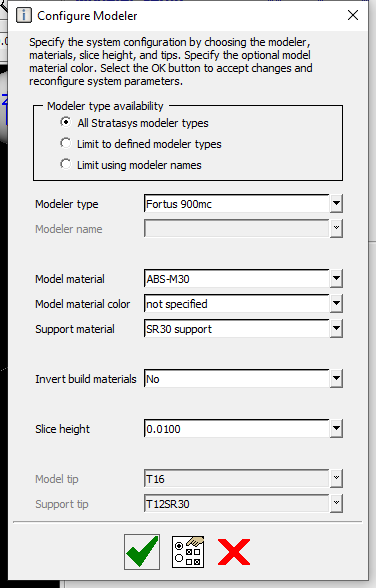 Configure Modeler
Specify the system configuration by choosing the modeler,
materials, slice height, and tips. Specify the optional model
material color. Select the OK button to accept changes and
reconfigure system parameters.
Modeler type availability
All Stratasys modeler types
Limit to defined modeler types
Limit using modeler names
Modeler type Fortus 900mc
Modeler name
Model material ABS-M30
Model material color not specified
Support material SR30 support
Invert build materials No
Slice height 0.0100
Model tip T16
Support tip T12SR30